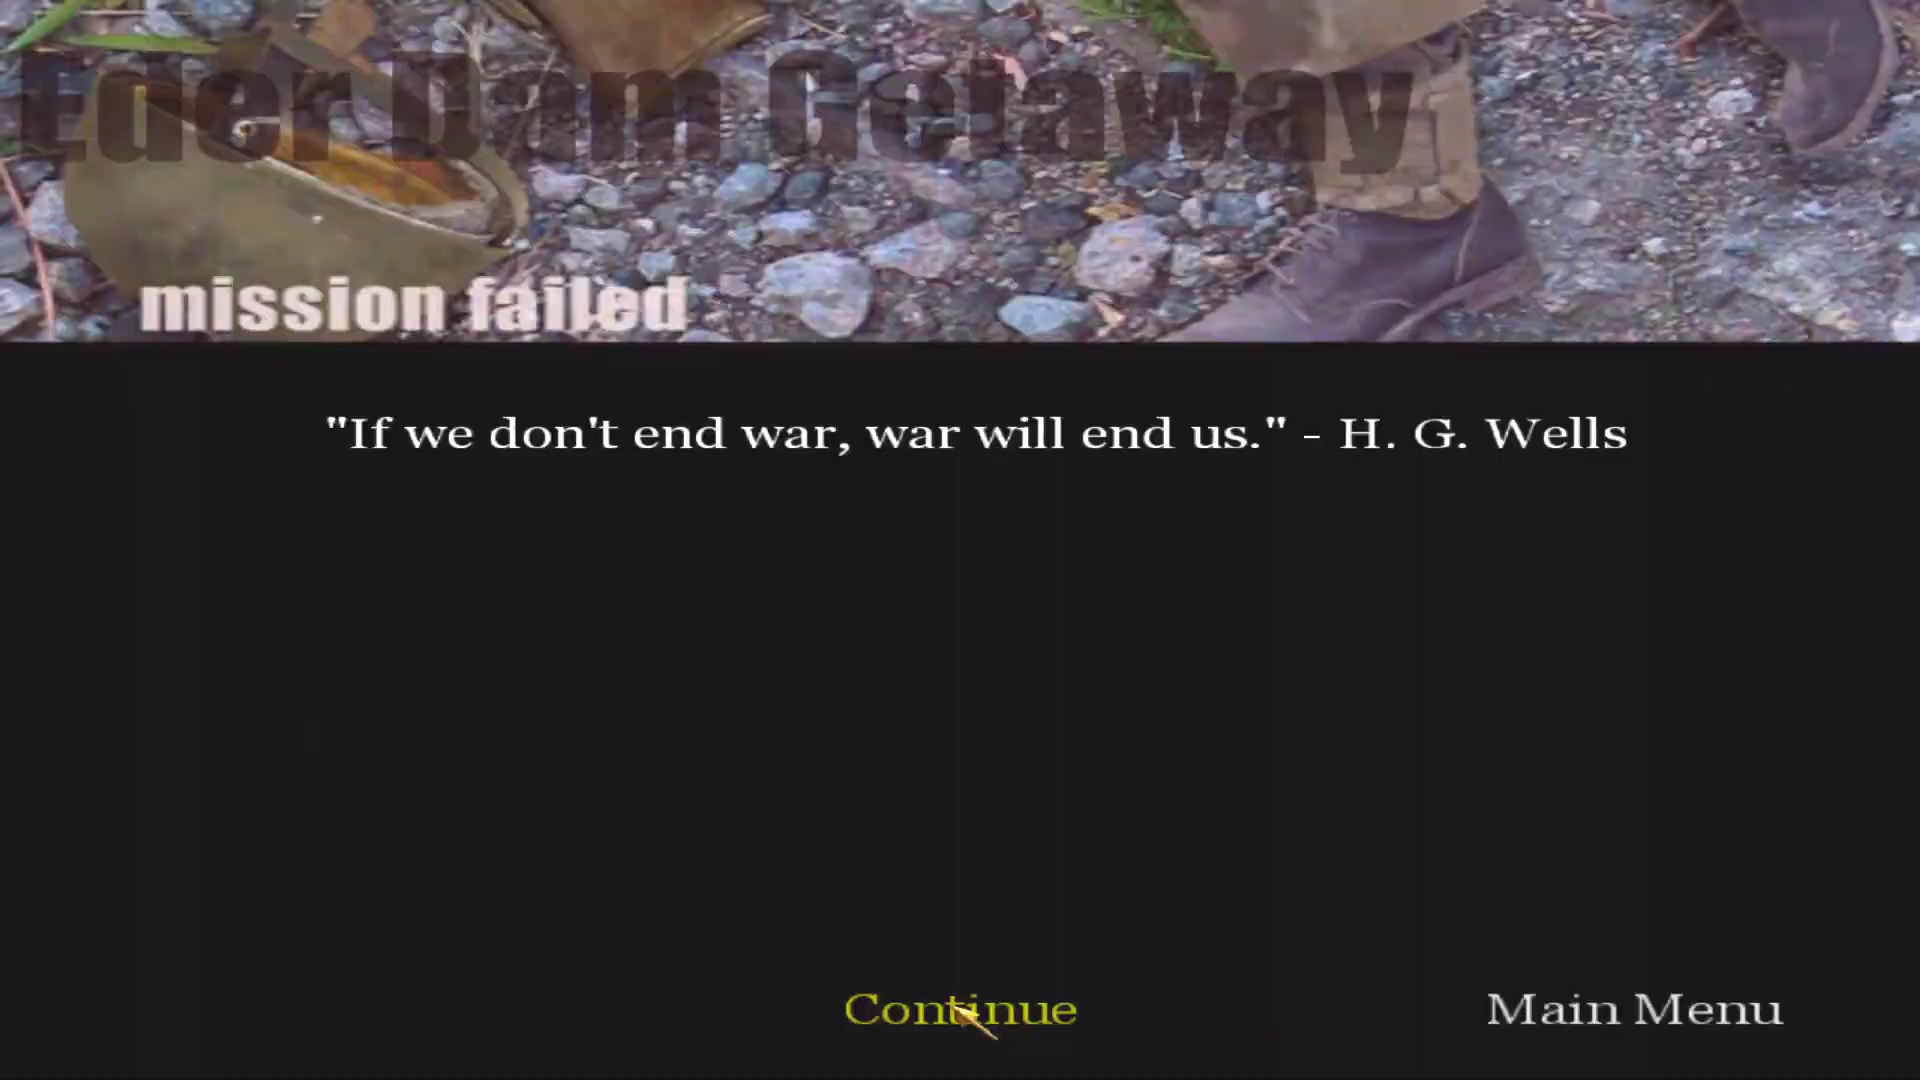 Eder Dam Getaway
mission failed
"If we don't end war, war will end us." - H. G. Wells
Continue
Main Menu